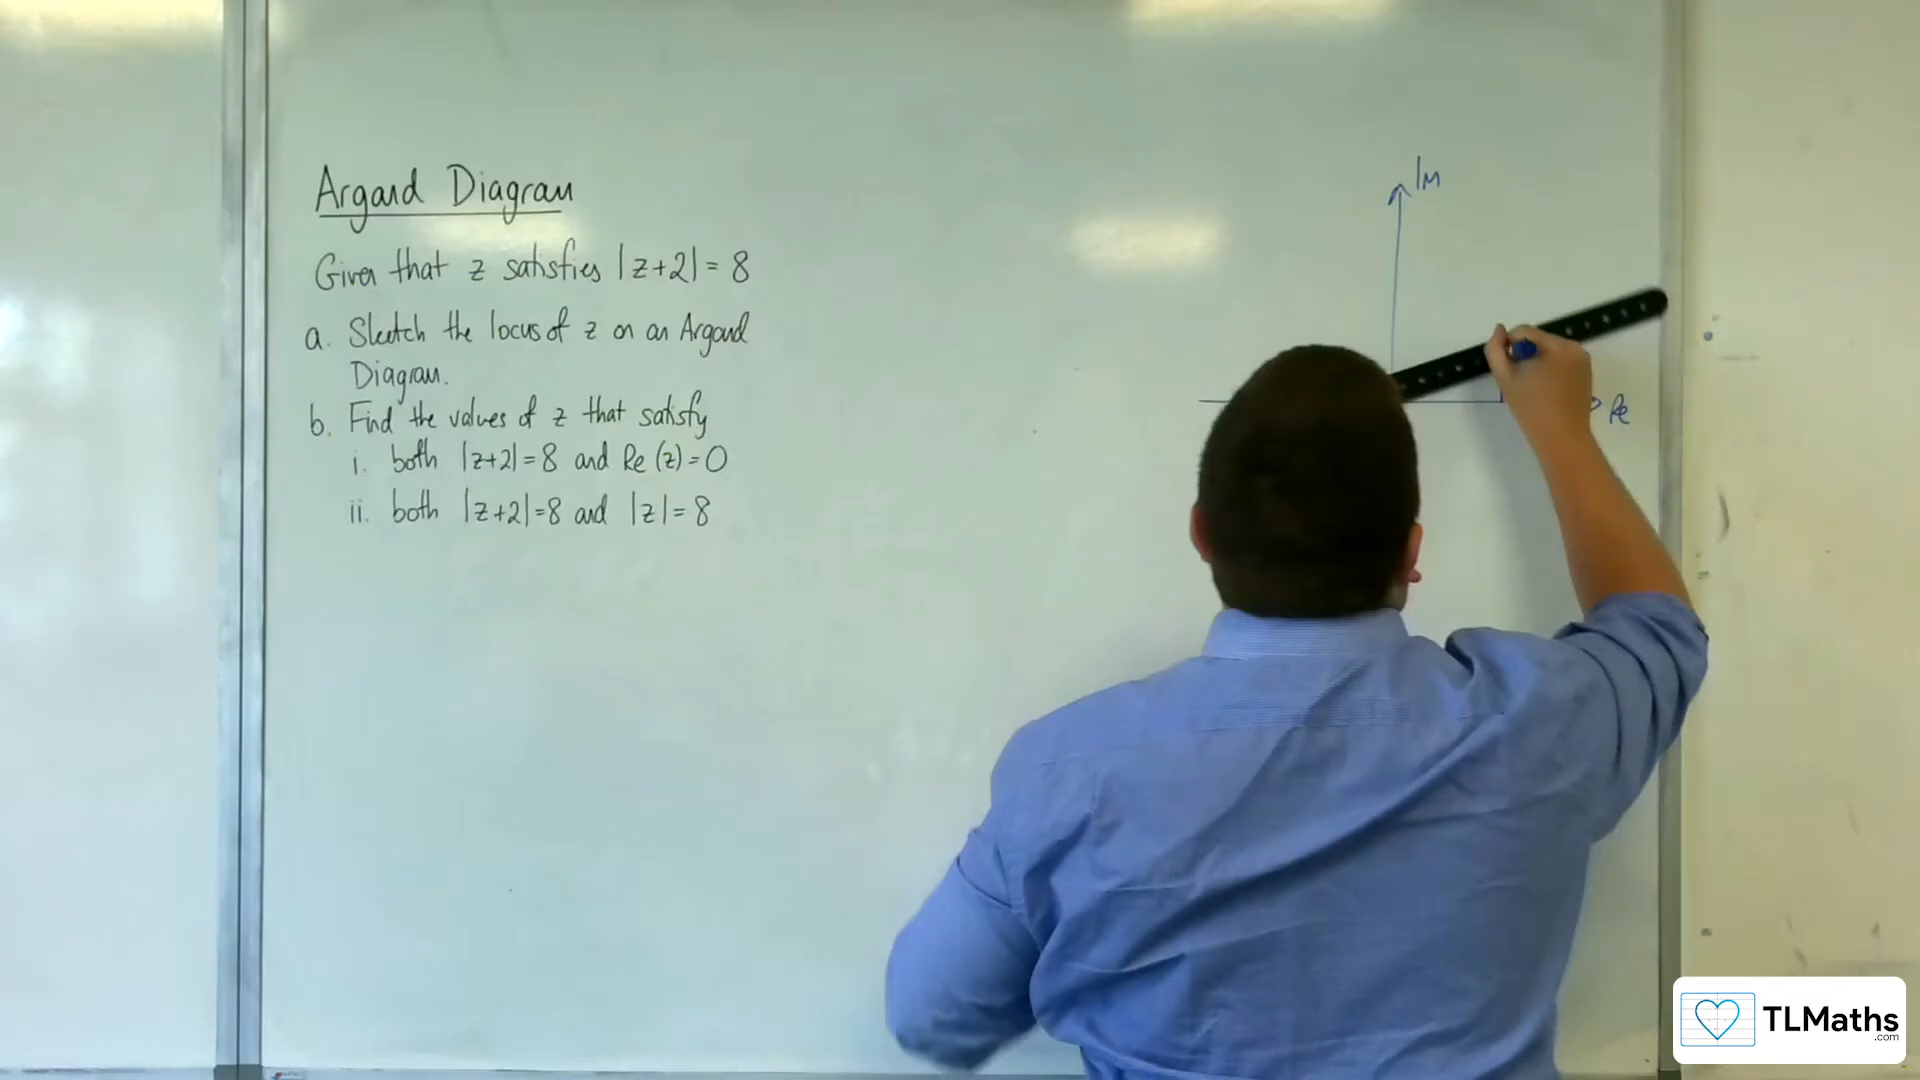 Argand Diagram
Given that z satisfies |z+2| = 8
a. Sketch the locus of z on an Argand
Diagram.
b. Find the values of z that satisfy
i. both |z+2|=8 and Re(z)=0
ii. both |z+2|=8 and |z|=8
Im
Re
TLMaths
.com